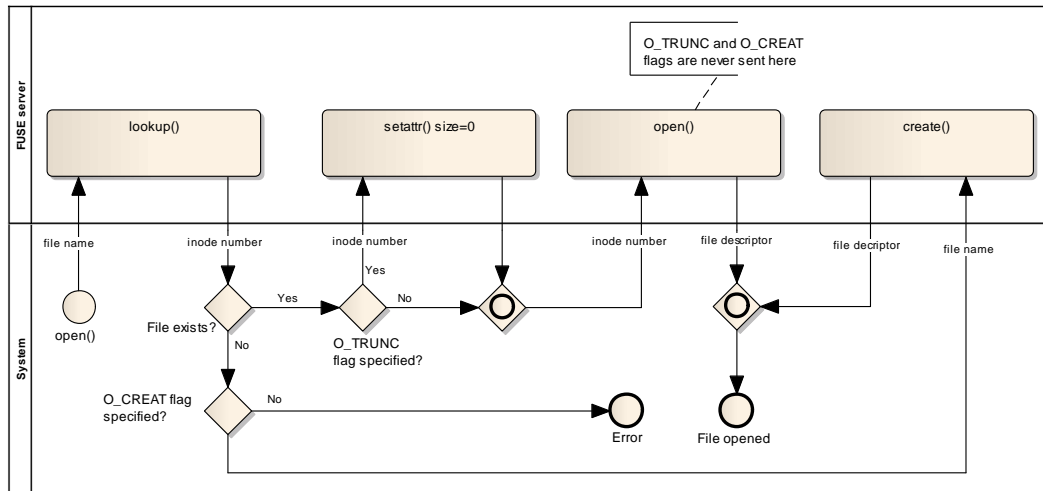 O_TRUNC and O_CREAT
flags are never sent here
FUSE server
lookup()
setattr() size=0
open()
create()
System
file name
inode number
inode number
inode number
file descriptor
file decriptor
file name
Yes
Yes
No
open()
File exists?
No
O_TRUNC
flag specified?
O_CREAT flag
specified?
No
Error
File opened